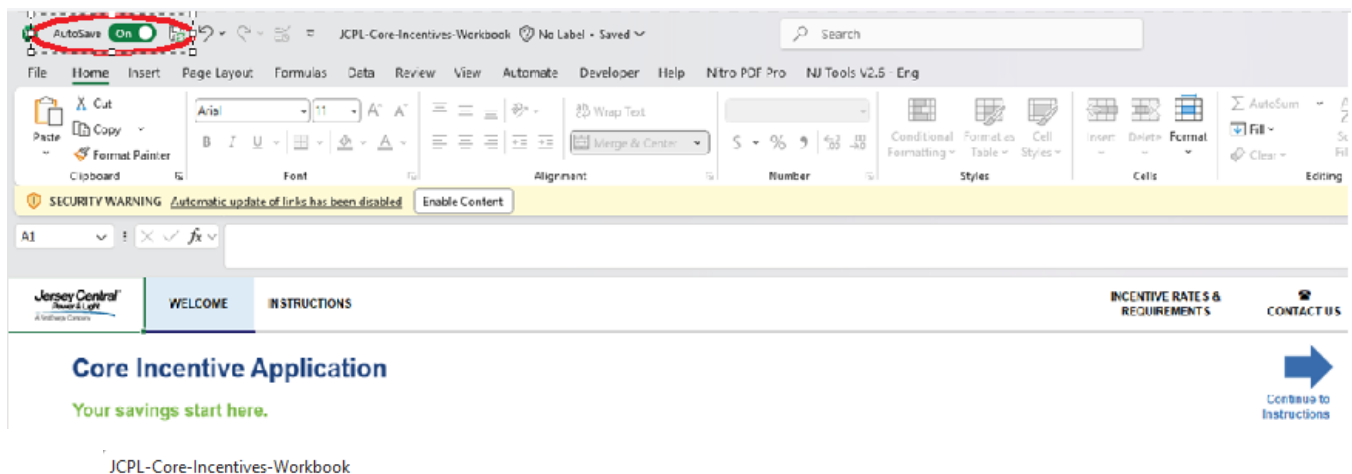 AutoSave On JCPL-Core-Incentives-Workbook No Label • Saved Search
File Home Insert Page Layout Formulas Data Review View Automate Developer Help Nitro PDF Pro NJ Tools V2.5 - Eng
Cut Arial 11 A A Wrap Text AutoSum
Paste Copy Fill
Format Painter B I U A Merge & Center $ % Conditional Formatting Format as Table Cell Styles Insert Delete Format Clear
Clipboard Font Alignment Number Styles Cells Editing
SECURITY WARNING Automatic update of links has been disabled Enable Content
A1 fx
Jersey Central WELCOME INSTRUCTIONS INCENTIVE RATES & REQUIREMENTS CONTACT US
Power & Light
Core Incentive Application
Your savings start here.
Continue to
Instructions
JCPL-Core-Incentives-Workbook